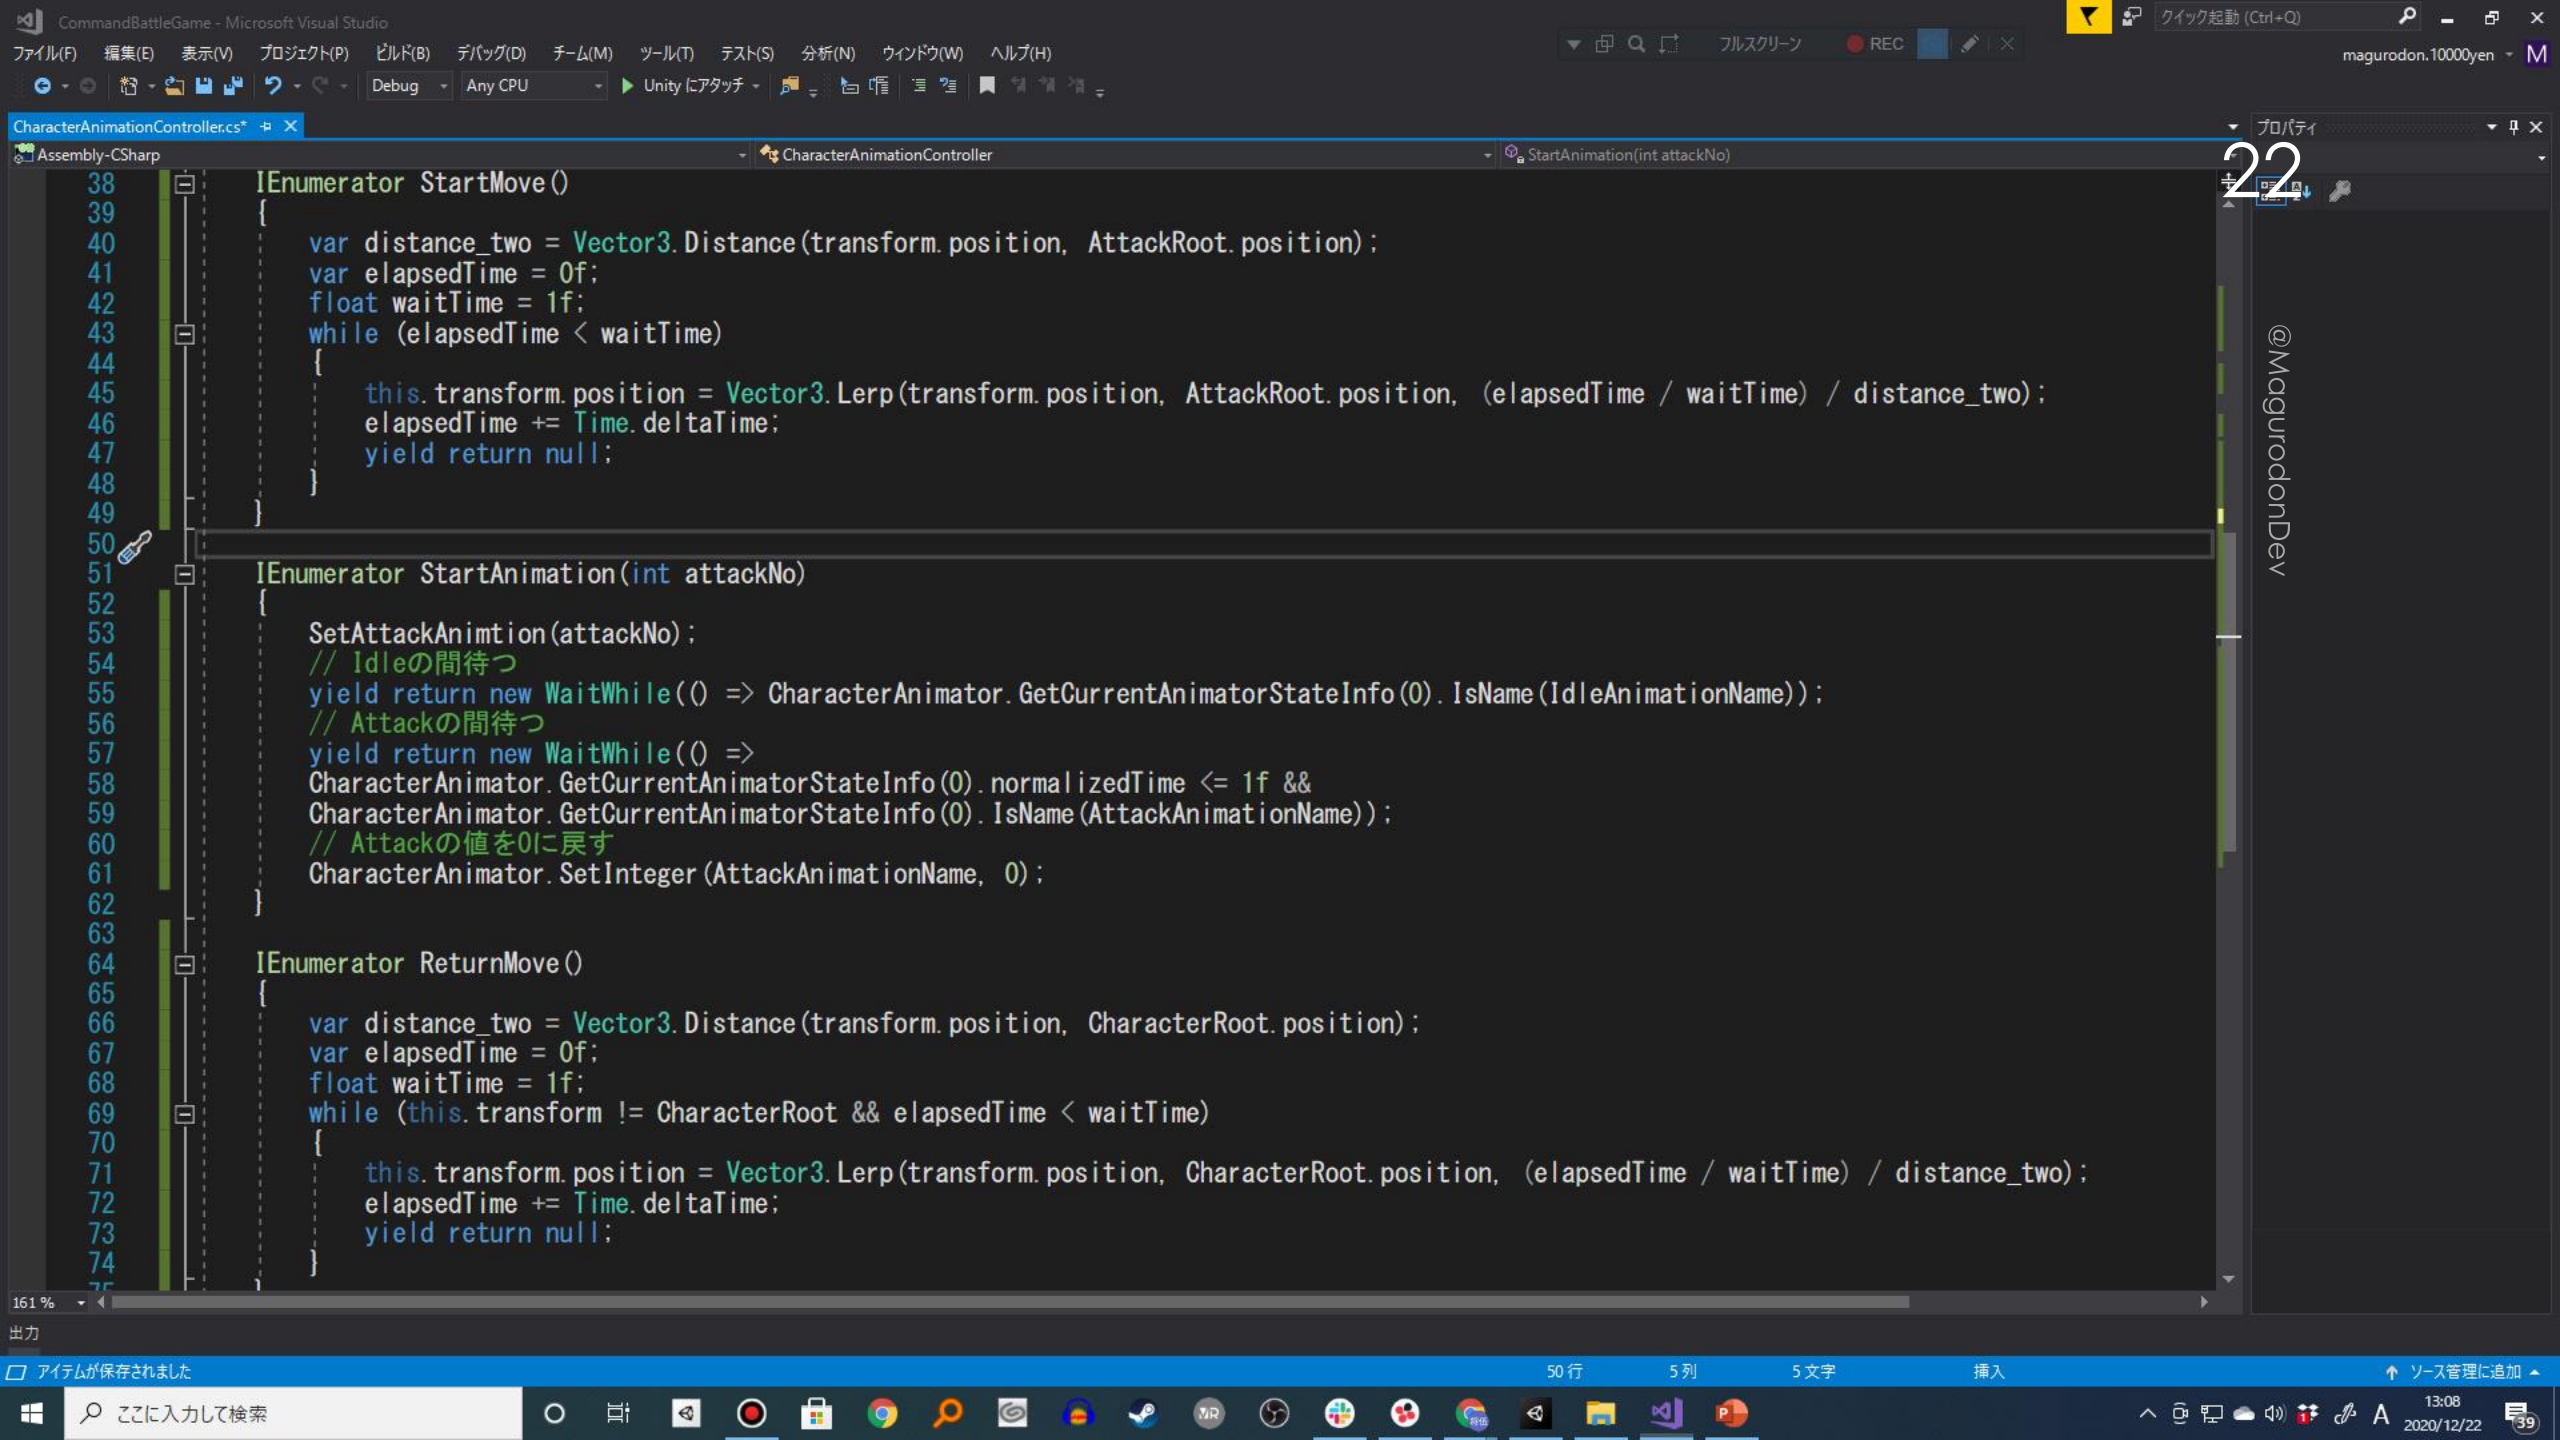 CommandBattleGame - Microsoft Visual Studio
クイック起動 (Ctrl+Q)
ファイル(F) 編集(E) 表示(V) プロジェクト(P) ビルド(B) デバッグ(D) チーム(M) ツール(T) テスト(S) 分析(N) ウィンドウ(W) ヘルプ(H)
フルスクリーン REC
magurodon.10000yen M
Debug Any CPU Unity にアタッチ
CharacterAnimationController.cs*
プロパティ
Assembly-CSharp CharacterAnimationController StartAnimation(int attackNo)
22
@MagurodonDev
38 IEnumerator StartMove()
39 {
40 var distance_two = Vector3.Distance(transform.position, AttackRoot.position);
41 var elapsedTime = 0f;
42 float waitTime = 1f;
43 while (elapsedTime < waitTime)
44 {
45 this.transform.position = Vector3.Lerp(transform.position, AttackRoot.position, (elapsedTime / waitTime) / distance_two);
46 elapsedTime += Time.deltaTime;
47 yield return null;
48 }
49 }
50
51 IEnumerator StartAnimation(int attackNo)
52 {
53 SetAttackAnimtion(attackNo);
54 // Idleの間待つ
55 yield return new WaitWhile(() => CharacterAnimator.GetCurrentAnimatorStateInfo(0).IsName(IdleAnimationName));
56 // Attackの間待つ
57 yield return new WaitWhile(() =>
58 CharacterAnimator.GetCurrentAnimatorStateInfo(0).normalizedTime <= 1f &&
59 CharacterAnimator.GetCurrentAnimatorStateInfo(0).IsName(AttackAnimationName));
60 // Attackの値を0に戻す
61 CharacterAnimator.SetInteger(AttackAnimationName, 0);
62 }
63
64 IEnumerator ReturnMove()
65 {
66 var distance_two = Vector3.Distance(transform.position, CharacterRoot.position);
67 var elapsedTime = 0f;
68 float waitTime = 1f;
69 while (this.transform != CharacterRoot && elapsedTime < waitTime)
70 {
71 this.transform.position = Vector3.Lerp(transform.position, CharacterRoot.position, (elapsedTime / waitTime) / distance_two);
72 elapsedTime += Time.deltaTime;
73 yield return null;
74 }
75 }
161 %
出力
アイテムが保存されました 50 行 5 列 5 文字 挿入 ソース管理に追加
ここに入力して検索
A 13:08
2020/12/22 39